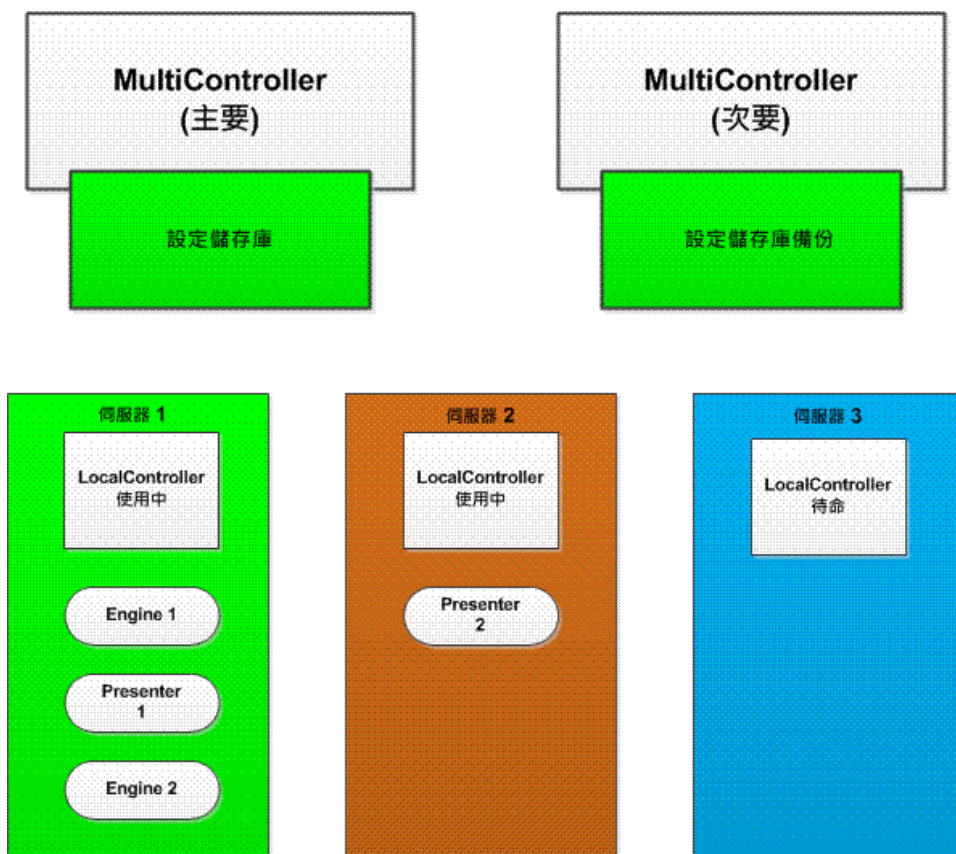 MultiController
(主要)
MultiController
(次要)
設定儲存庫
設定儲存庫備份
伺服器 1
LocalController
使用中
Engine 1
Presenter
1
Engine 2
伺服器 2
LocalController
使用中
Presenter
2
伺服器 3
LocalController
待命